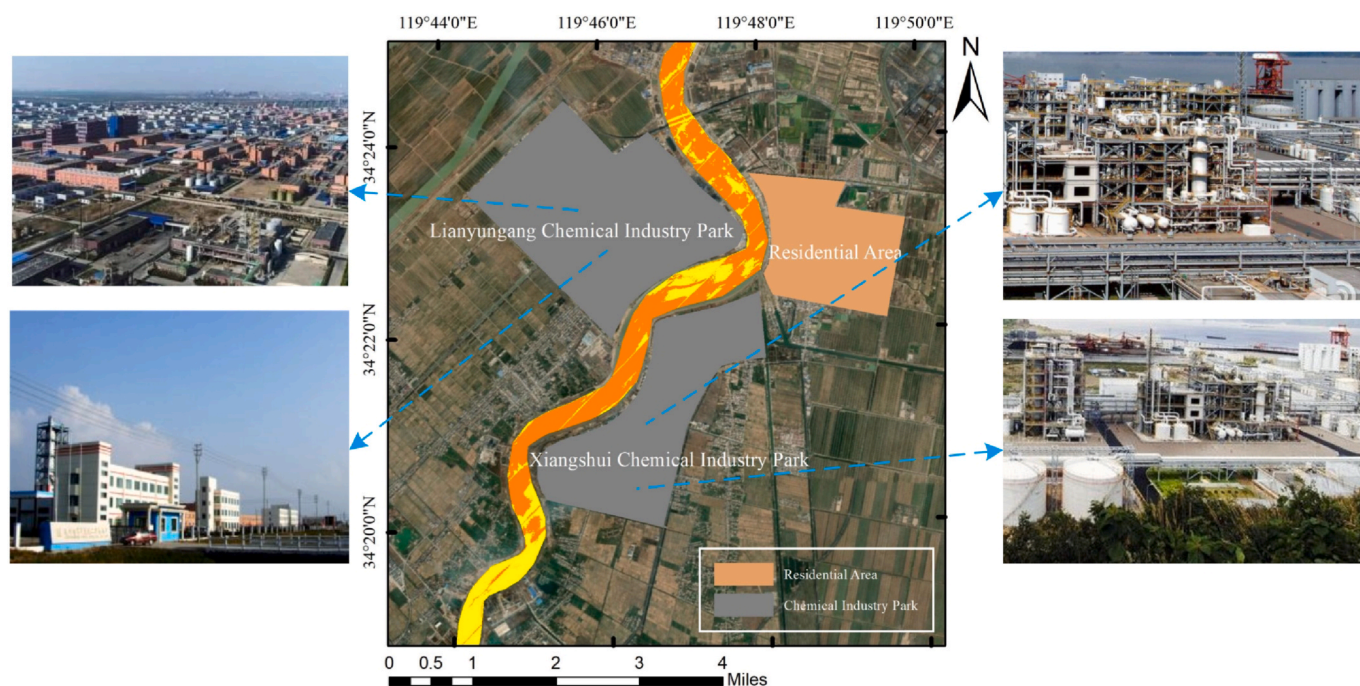 119°44'0"E 119°46'0"E 119°48'0"E 119°50'0"E
N
34°24'0"N
34°22'0"N
34°20'0"N
Lianyungang Chemical Industry Park
Residential Area
Xiangshui Chemical Industry Park
Residential Area
Chemical Industry Park
0 0.5 1 2 3 4
Miles